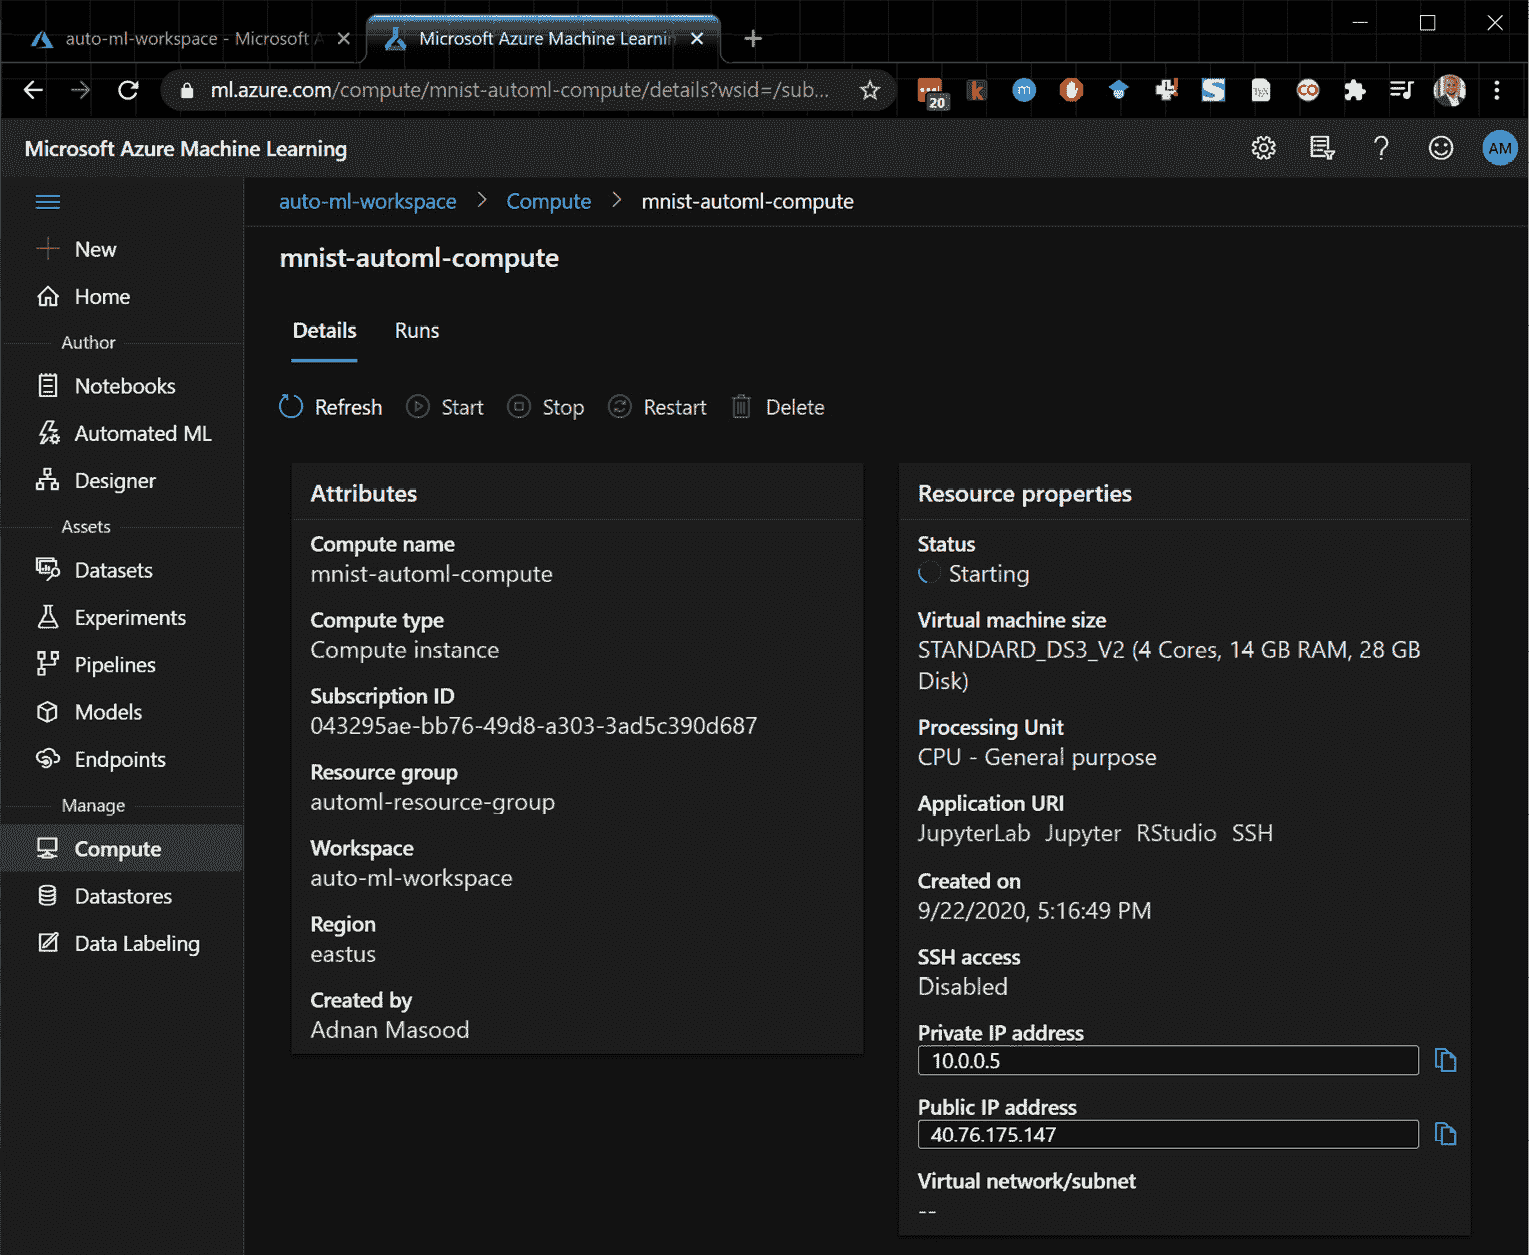 auto-ml-workspace - Microsoft A
Microsoft Azure Machine Learnin
ml.azure.com/compute/mnist-automl-compute/details?wsid=/sub...
20
k
m
S
CO
Microsoft Azure Machine Learning
AM
New
Home
Author
Notebooks
Automated ML
Designer
Assets
Datasets
Experiments
Pipelines
Models
Endpoints
Manage
Compute
Datastores
Data Labeling
auto-ml-workspace > Compute > mnist-automl-compute
mnist-automl-compute
Details Runs
Refresh Start Stop Restart Delete
Attributes
Compute name
mnist-automl-compute
Compute type
Compute instance
Subscription ID
043295ae-bb76-49d8-a303-3ad5c390d687
Resource group
automl-resource-group
Workspace
auto-ml-workspace
Region
eastus
Created by
Adnan Masood
Resource properties
Status
Starting
Virtual machine size
STANDARD_DS3_V2 (4 Cores, 14 GB RAM, 28 GB
Disk)
Processing Unit
CPU - General purpose
Application URI
JupyterLab Jupyter RStudio SSH
Created on
9/22/2020, 5:16:49 PM
SSH access
Disabled
Private IP address
10.0.0.5
Public IP address
40.76.175.147
Virtual network/subnet
--